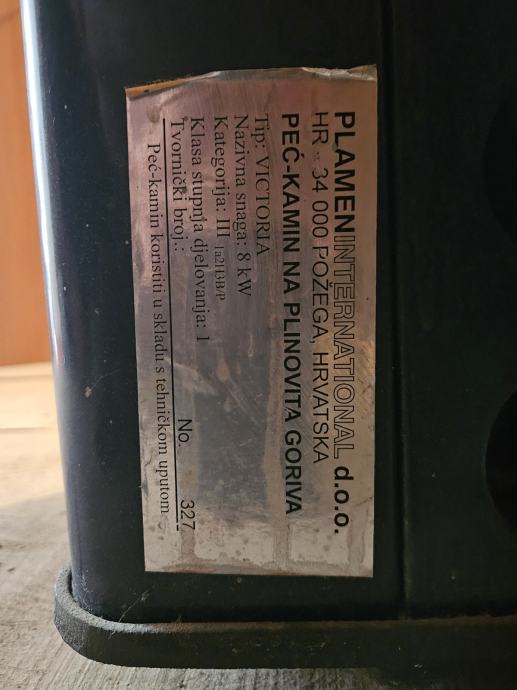 PLAMENINTERNATIONAL d.o.o.
HR - 34 000 POŽEGA, HRVATSKA
PEĆ-KAMIN NA PLINOVITA GORIVA
Tip: VICTORIA
Nazivna snaga: 8 kW
Kategorija: III 1a2H3B/P
Klasa stupnja djelovanja: 1
Tvornički broj.: No. 327
Peć-kamin koristiti u skladu s tehničkom uputom